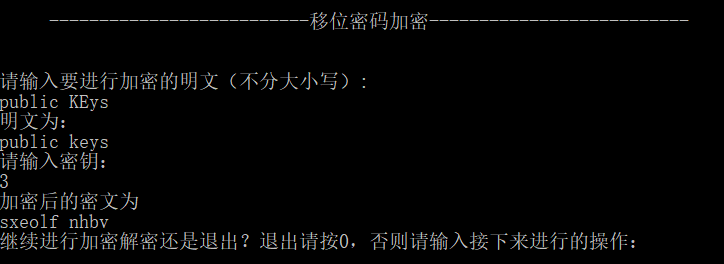 --------------------------移位密码加密--------------------------
请输入要进行加密的明文（不分大小写）：
public KEys
明文为：
public keys
请输入密钥：
3
加密后的密文为
sxeolf nhbv
继续进行加密解密还是退出？退出请按0，否则请输入接下来进行的操作：